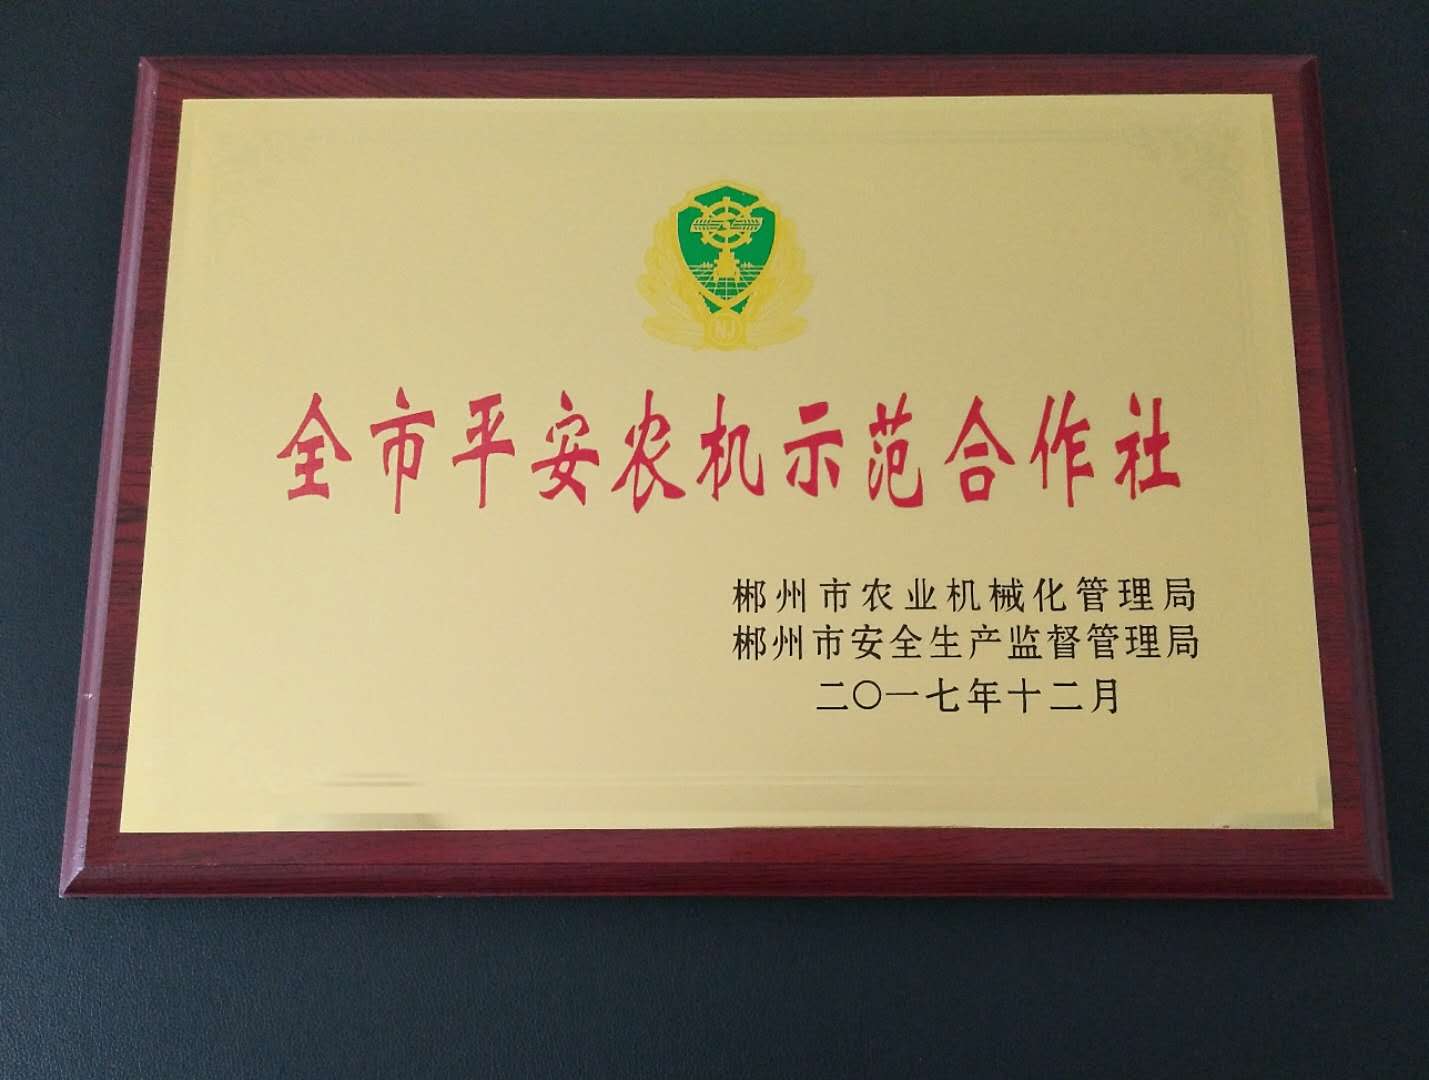 NJ
全市平安农机示范合作社
郴州市农业机械化管理局
郴州市安全生产监督管理局
二〇一七年十二月